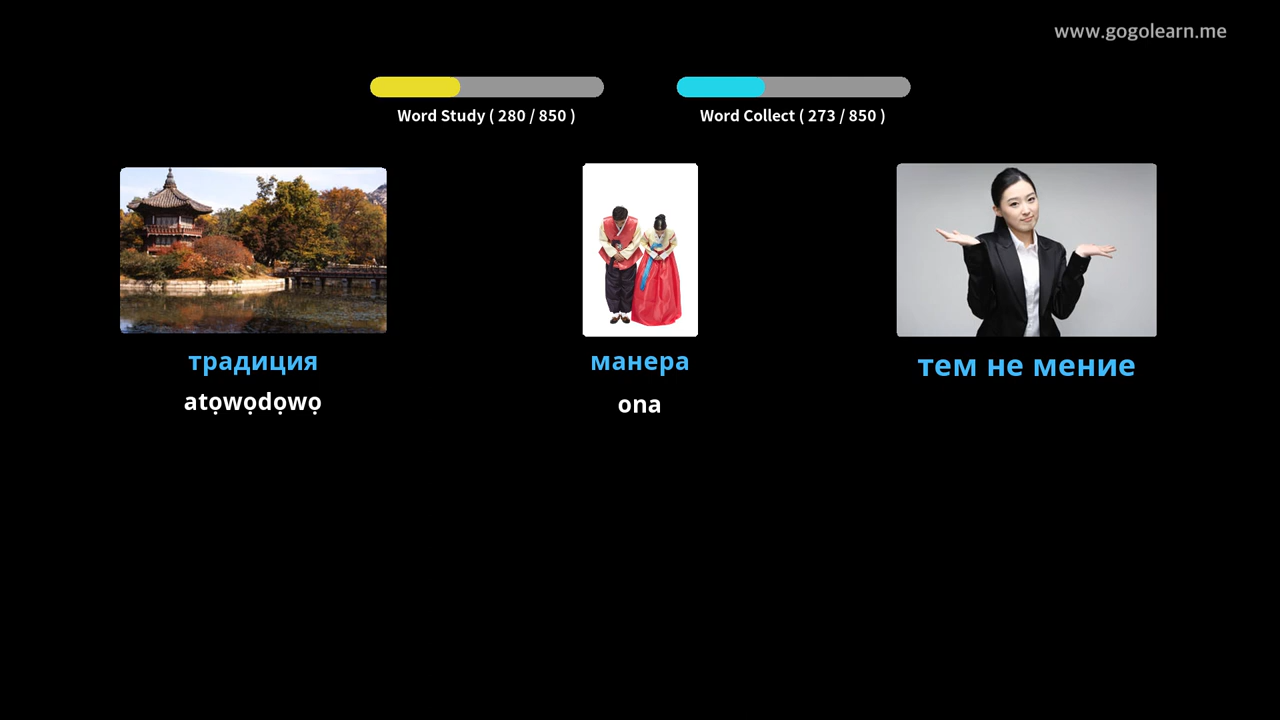 www.gogolearn.me
Word Study ( 280 / 850 )
Word Collect ( 273 / 850 )
традиция
манера
тем не мение
atọwọdọwọ
ona